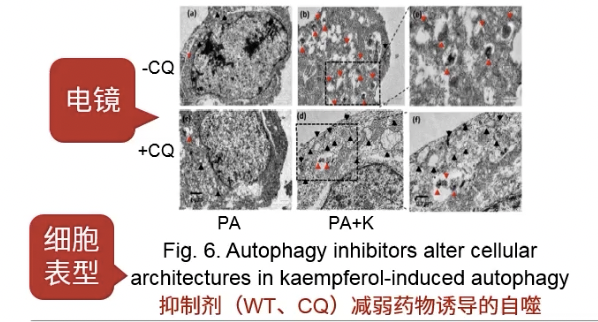 (a)
(b)
(e)
-CQ
电镜
(c)
(d)
(f)
+CQ
PA
PA+K
细胞
表型
Fig. 6. Autophagy inhibitors alter cellular
architectures in kaempferol-induced autophagy
抑制剂（WT、CQ）减弱药物诱导的自噬